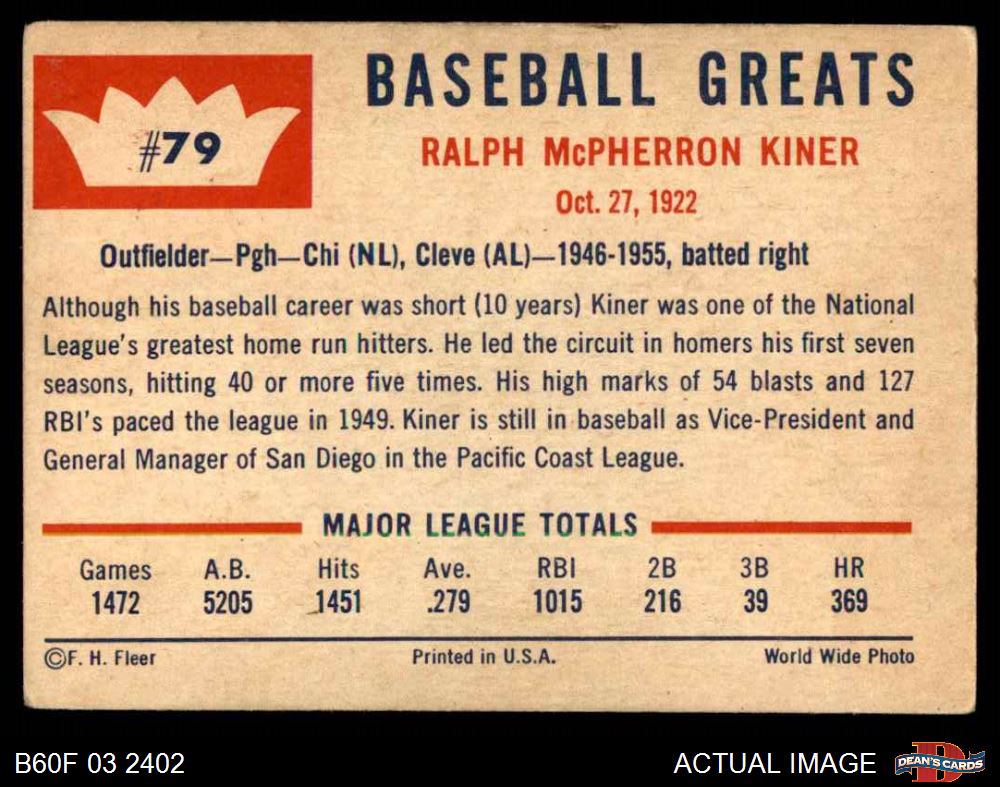 #79
BASEBALL GREATS
RALPH McPHERRON KINER
Oct. 27, 1922
Outfielder—Pgh—Chi (NL), Cleve (AL)—1946-1955, batted right
Although his baseball career was short (10 years) Kiner was one of the National
League's greatest home run hitters. He led the circuit in homers his first seven
seasons, hitting 40 or more five times. His high marks of 54 blasts and 127
RBI's paced the league in 1949. Kiner is still in baseball as Vice-President and
General Manager of San Diego in the Pacific Coast League.
MAJOR LEAGUE TOTALS
Games A.B. Hits Ave. RBI 2B 3B HR
1472 5205 1451 .279 1015 216 39 369
©F. H. Fleer Printed in U.S.A. World Wide Photo
B60F 03 2402 ACTUAL IMAGE D DEAN'S CARDS